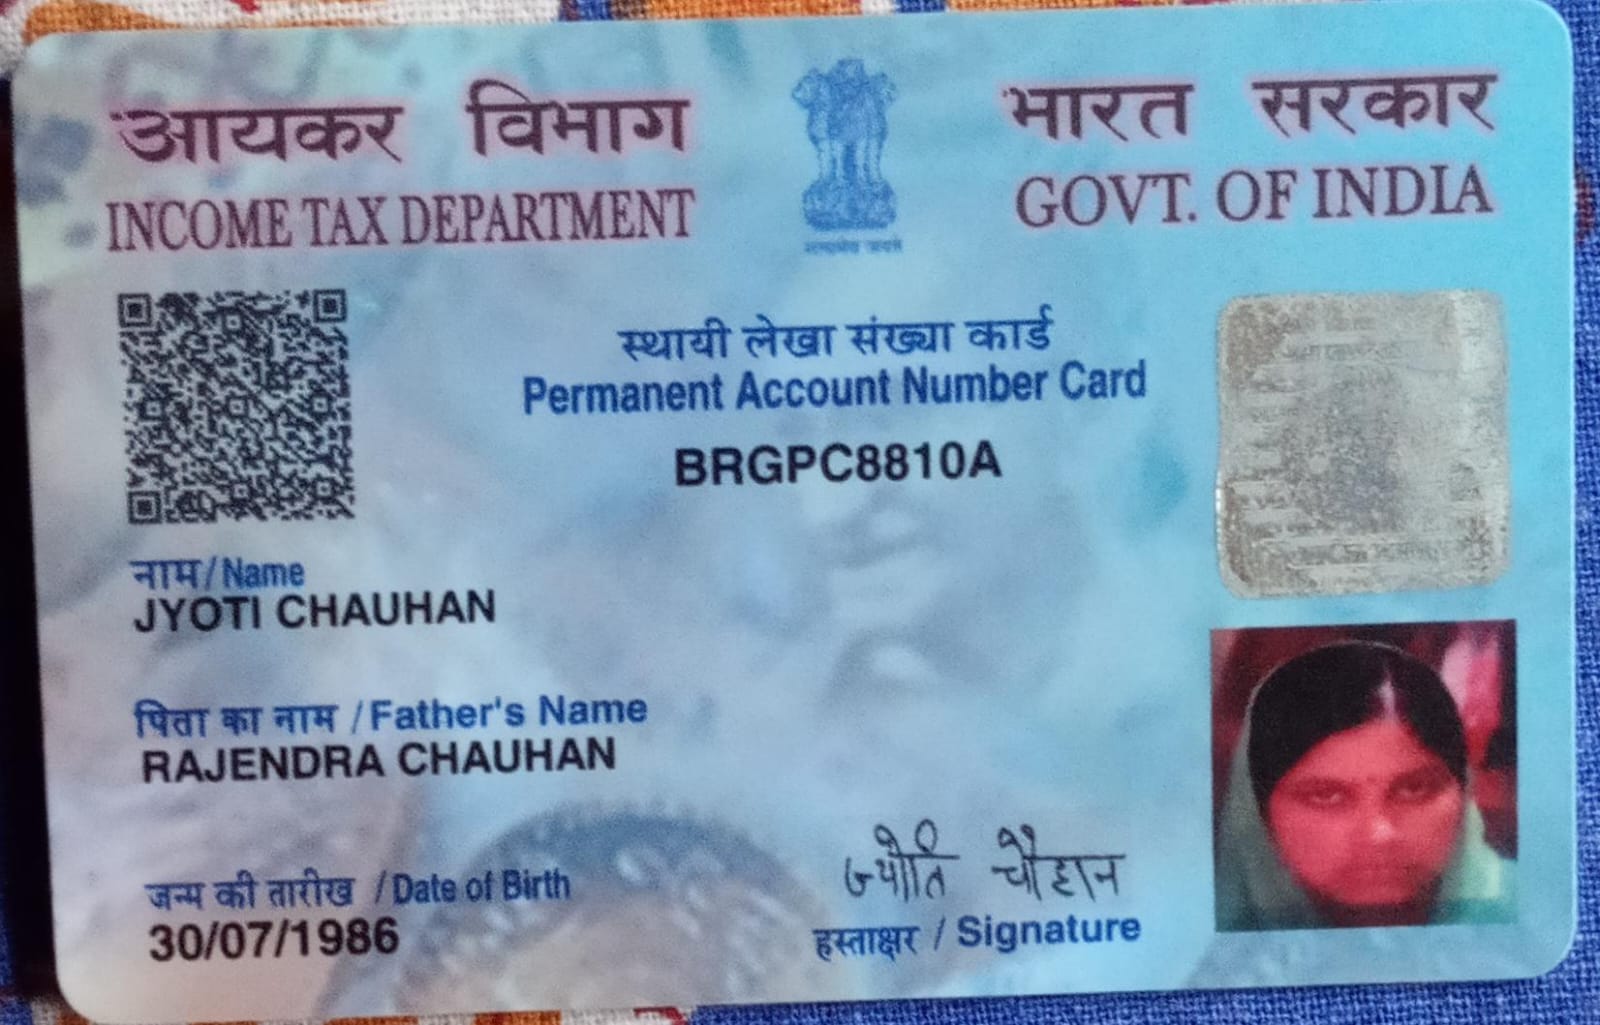 आयकर विभाग
INCOME TAX DEPARTMENT
भारत सरकार
GOVT. OF INDIA
स्थायी लेखा संख्या कार्ड
Permanent Account Number Card
BRGPC8810A
नाम/Name
JYOTI CHAUHAN
पिता का नाम /Father's Name
RAJENDRA CHAUHAN
जन्म की तारीख /Date of Birth
30/07/1986
ज्योति चौहान
हस्ताक्षर / Signature